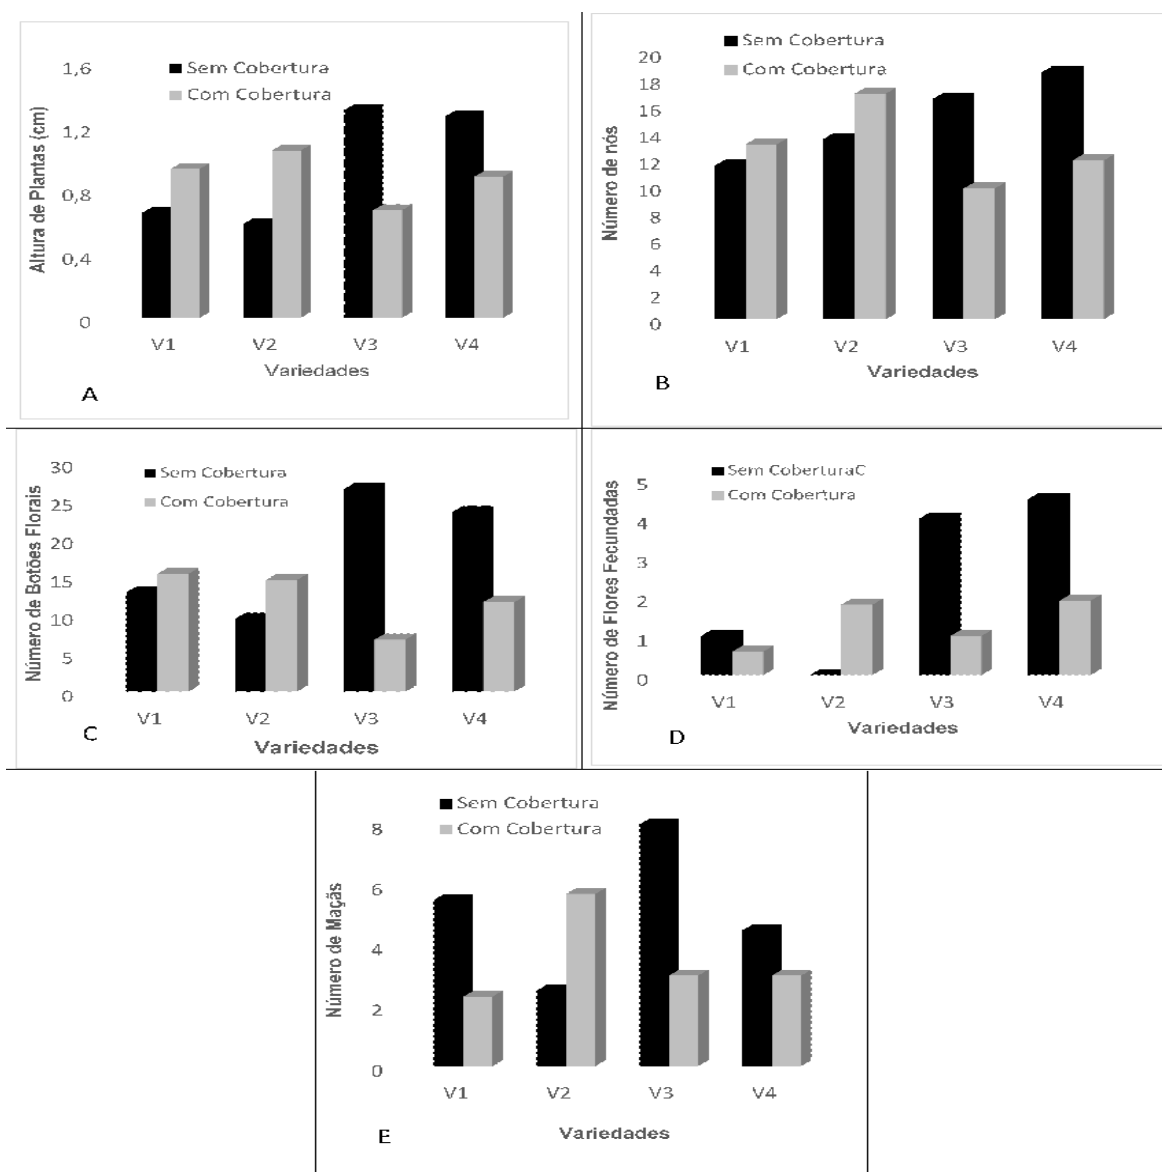 Sem Cobertura
Com Cobertura
1,6
1,2
0,8
0,4
0
Altura de Plantas (cm)
V1 V2 V3 V4
Variedades
A
Sem Cobertura
Com Cobertura
20
18
16
14
12
10
8
6
4
2
0
Número de nós
V1 V2 V3 V4
Variedades
B
Sem Cobertura
Com Cobertura
30
25
20
15
10
5
0
Número de Botões Florais
V1 V2 V3 V4
Variedades
C
Sem CoberturaC
Com Cobertura
5
4
3
2
1
0
Número de Flores Fecundadas
V1 V2 V3 V4
Variedades
D
Sem Cobertura
Com Cobertura
8
6
4
2
0
Número de Maçãs
V1 V2 V3 V4
Variedades
E